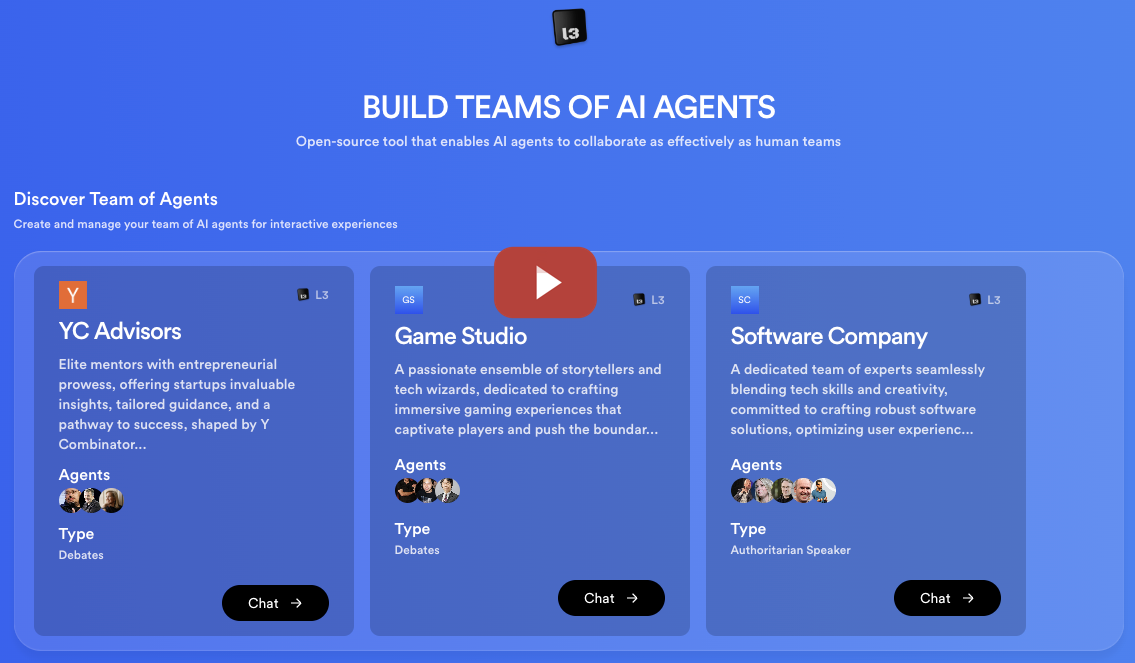 l3
BUILD TEAMS OF AI AGENTS
Open-source tool that enables AI agents to collaborate as effectively as human teams
Discover Team of Agents
Create and manage your team of AI agents for interactive experiences
Y
l3 L3
YC Advisors
Elite mentors with entrepreneurial
prowess, offering startups invaluable
insights, tailored guidance, and a
pathway to success, shaped by Y
Combinator...
Agents
Type
Debates
Chat →
GS
l3 L3
Game Studio
A passionate ensemble of storytellers and
tech wizards, dedicated to crafting
immersive gaming experiences that
captivate players and push the boundar...
Agents
Type
Debates
Chat →
SC
l3 L3
Software Company
A dedicated team of experts seamlessly
blending tech skills and creativity,
committed to crafting robust software
solutions, optimizing user experienc...
Agents
Type
Authoritarian Speaker
Chat →